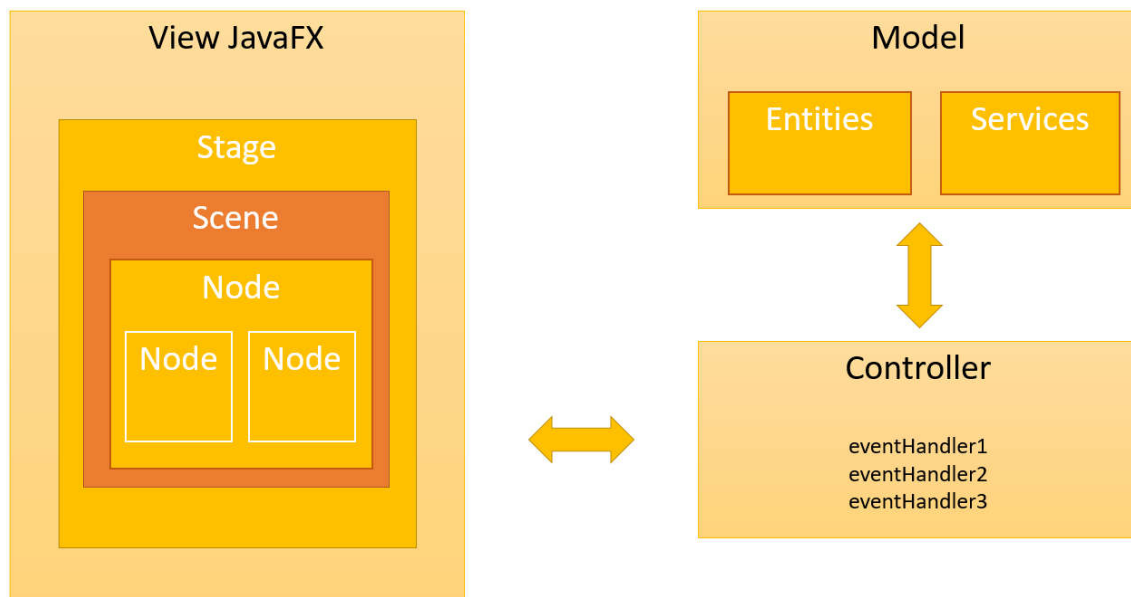 View JavaFX
Stage
Scene
Node
Node Node
Model
Entities Services
Controller
eventHandler1
eventHandler2
eventHandler3